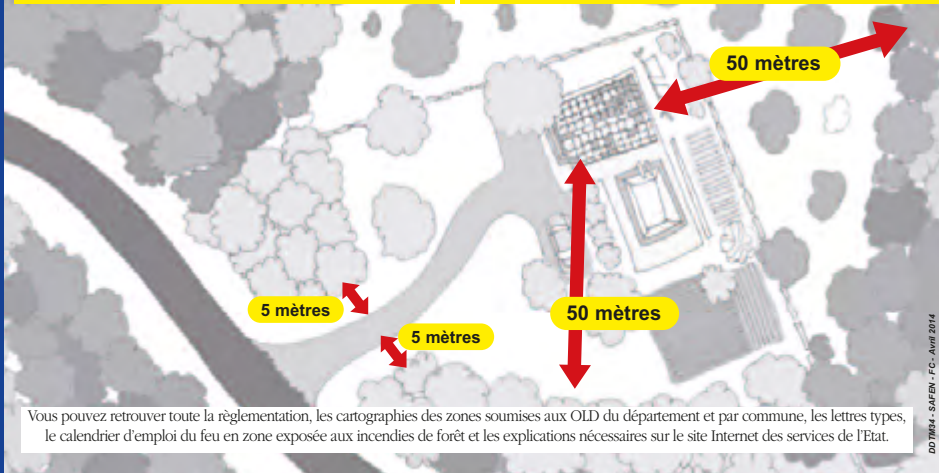 50 mètres
5 mètres
50 mètres
5 mètres
Vous pouvez retrouver toute la règlementation, les cartographies des zones soumises aux OLD du département et par commune, les lettres types,
le calendrier d'emploi du feu en zone exposée aux incendies de forêt et les explications nécessaires sur le site Internet des services de l'Etat.
DDTM34 - SAFEN - FC - Avril 2014